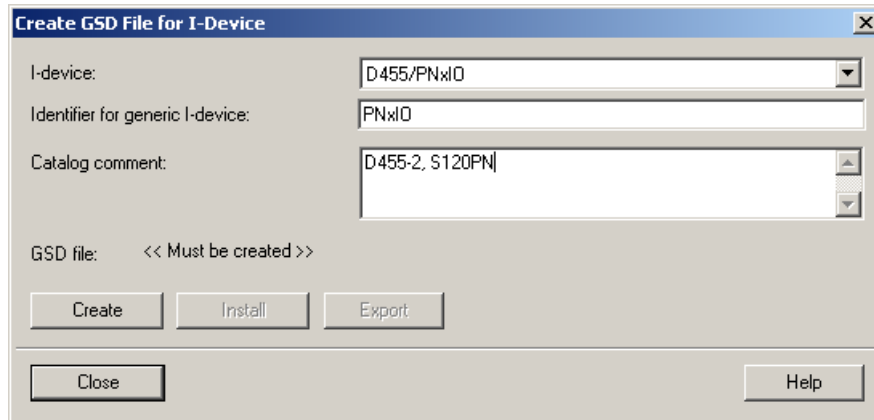 Create GSD File for I-Device
I-device: D455/PNxIO
Identifier for generic I-device: PNxIO
Catalog comment: D455-2, S120PN
GSD file: << Must be created >>
Create Install Export
Close Help